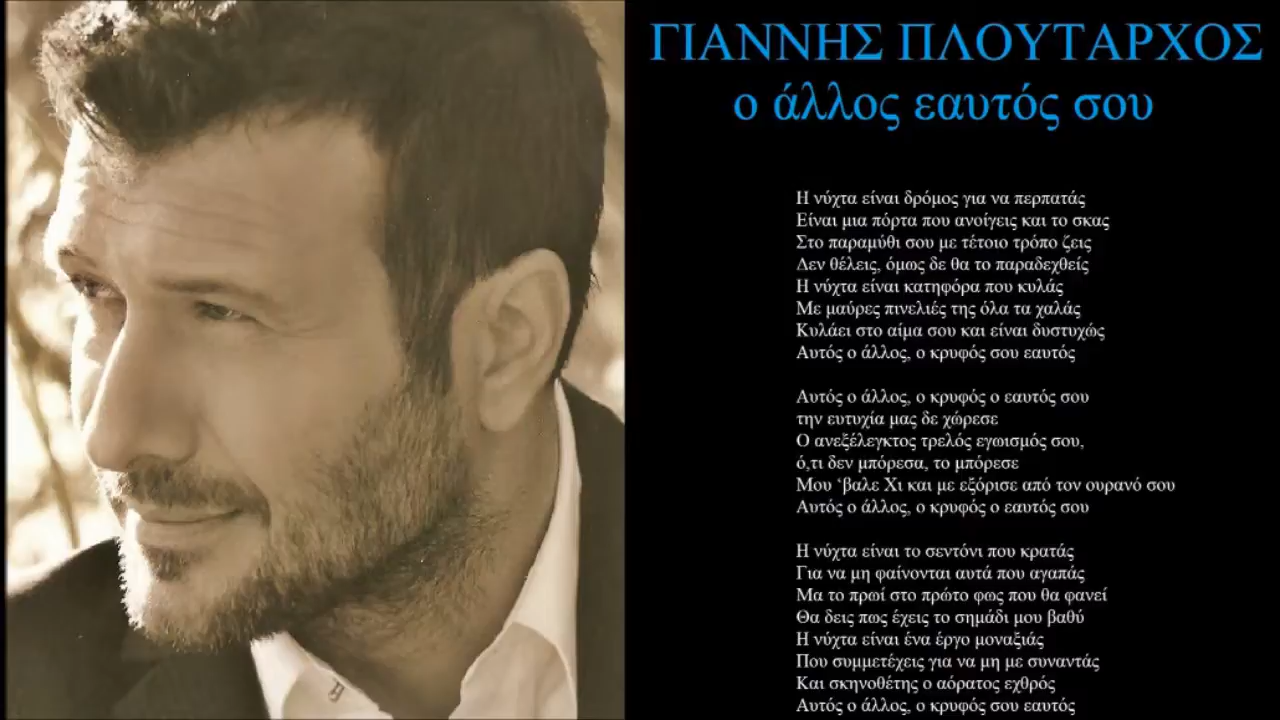 ΓΙΑΝΝΗΣ ΠΛΟΥΤΑΡΧΟΣ
ο άλλος εαυτός σου
Η νύχτα είναι δρόμος για να περπατάς
Είναι μια πόρτα που ανοίγεις και το σκας
Στο παραμύθι σου με τέτοιο τρόπο ζεις
Δεν θέλεις, όμως δε θα το παραδεχθείς
Η νύχτα είναι κατηφόρα που κυλάς
Με μαύρες πινελιές της όλα τα χαλάς
Κυλάει στο αίμα σου και είναι δυστυχώς
Αυτός ο άλλος, ο κρυφός σου εαυτός
Αυτός ο άλλος, ο κρυφός ο εαυτός σου
την ευτυχία μας δε χώρεσε
Ο ανεξέλεγκτος τρελός εγωισμός σου,
ό,τι δεν μπόρεσα, το μπόρεσε
Μου ‘βαλε Χι και με εξόρισε από τον ουρανό σου
Αυτός ο άλλος, ο κρυφός ο εαυτός σου
Η νύχτα είναι το σεντόνι που κρατάς
Για να μη φαίνονται αυτά που αγαπάς
Μα το πρωί στο πρώτο φως που θα φανεί
Θα δεις πως έχεις το σημάδι μου βαθύ
Η νύχτα είναι ένα έργο μοναξιάς
Που συμμετέχεις για να μη με συναντάς
Και σκηνοθέτης ο αόρατος εχθρός
Αυτός ο άλλος, ο κρυφός σου εαυτός